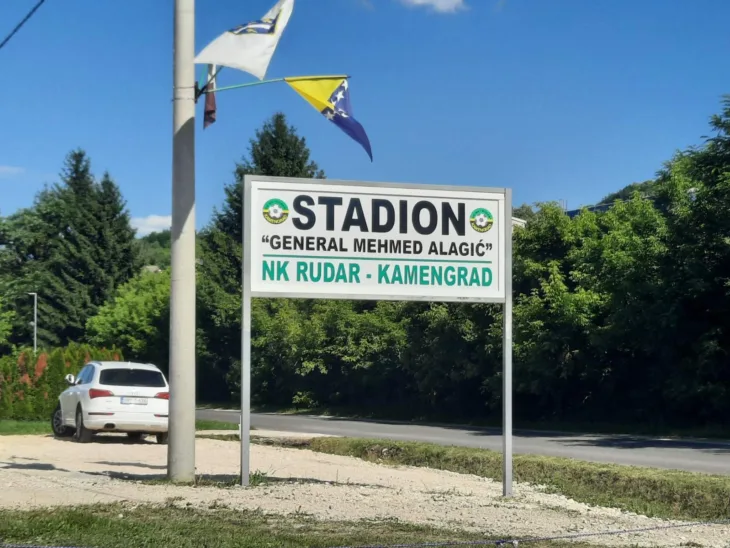 STADION
“GENERAL MEHMED ALAGIĆ”
NK RUDAR - KAMENGRAD